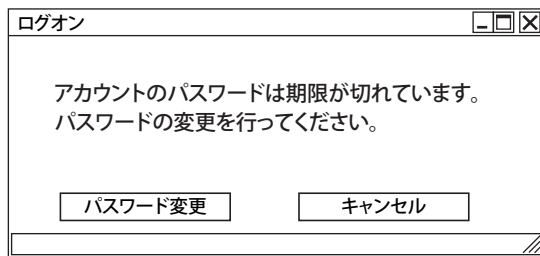 ログオン
アカウントのパスワードは期限が切れています。
パスワードの変更を行ってください。
パスワード変更
キャンセル